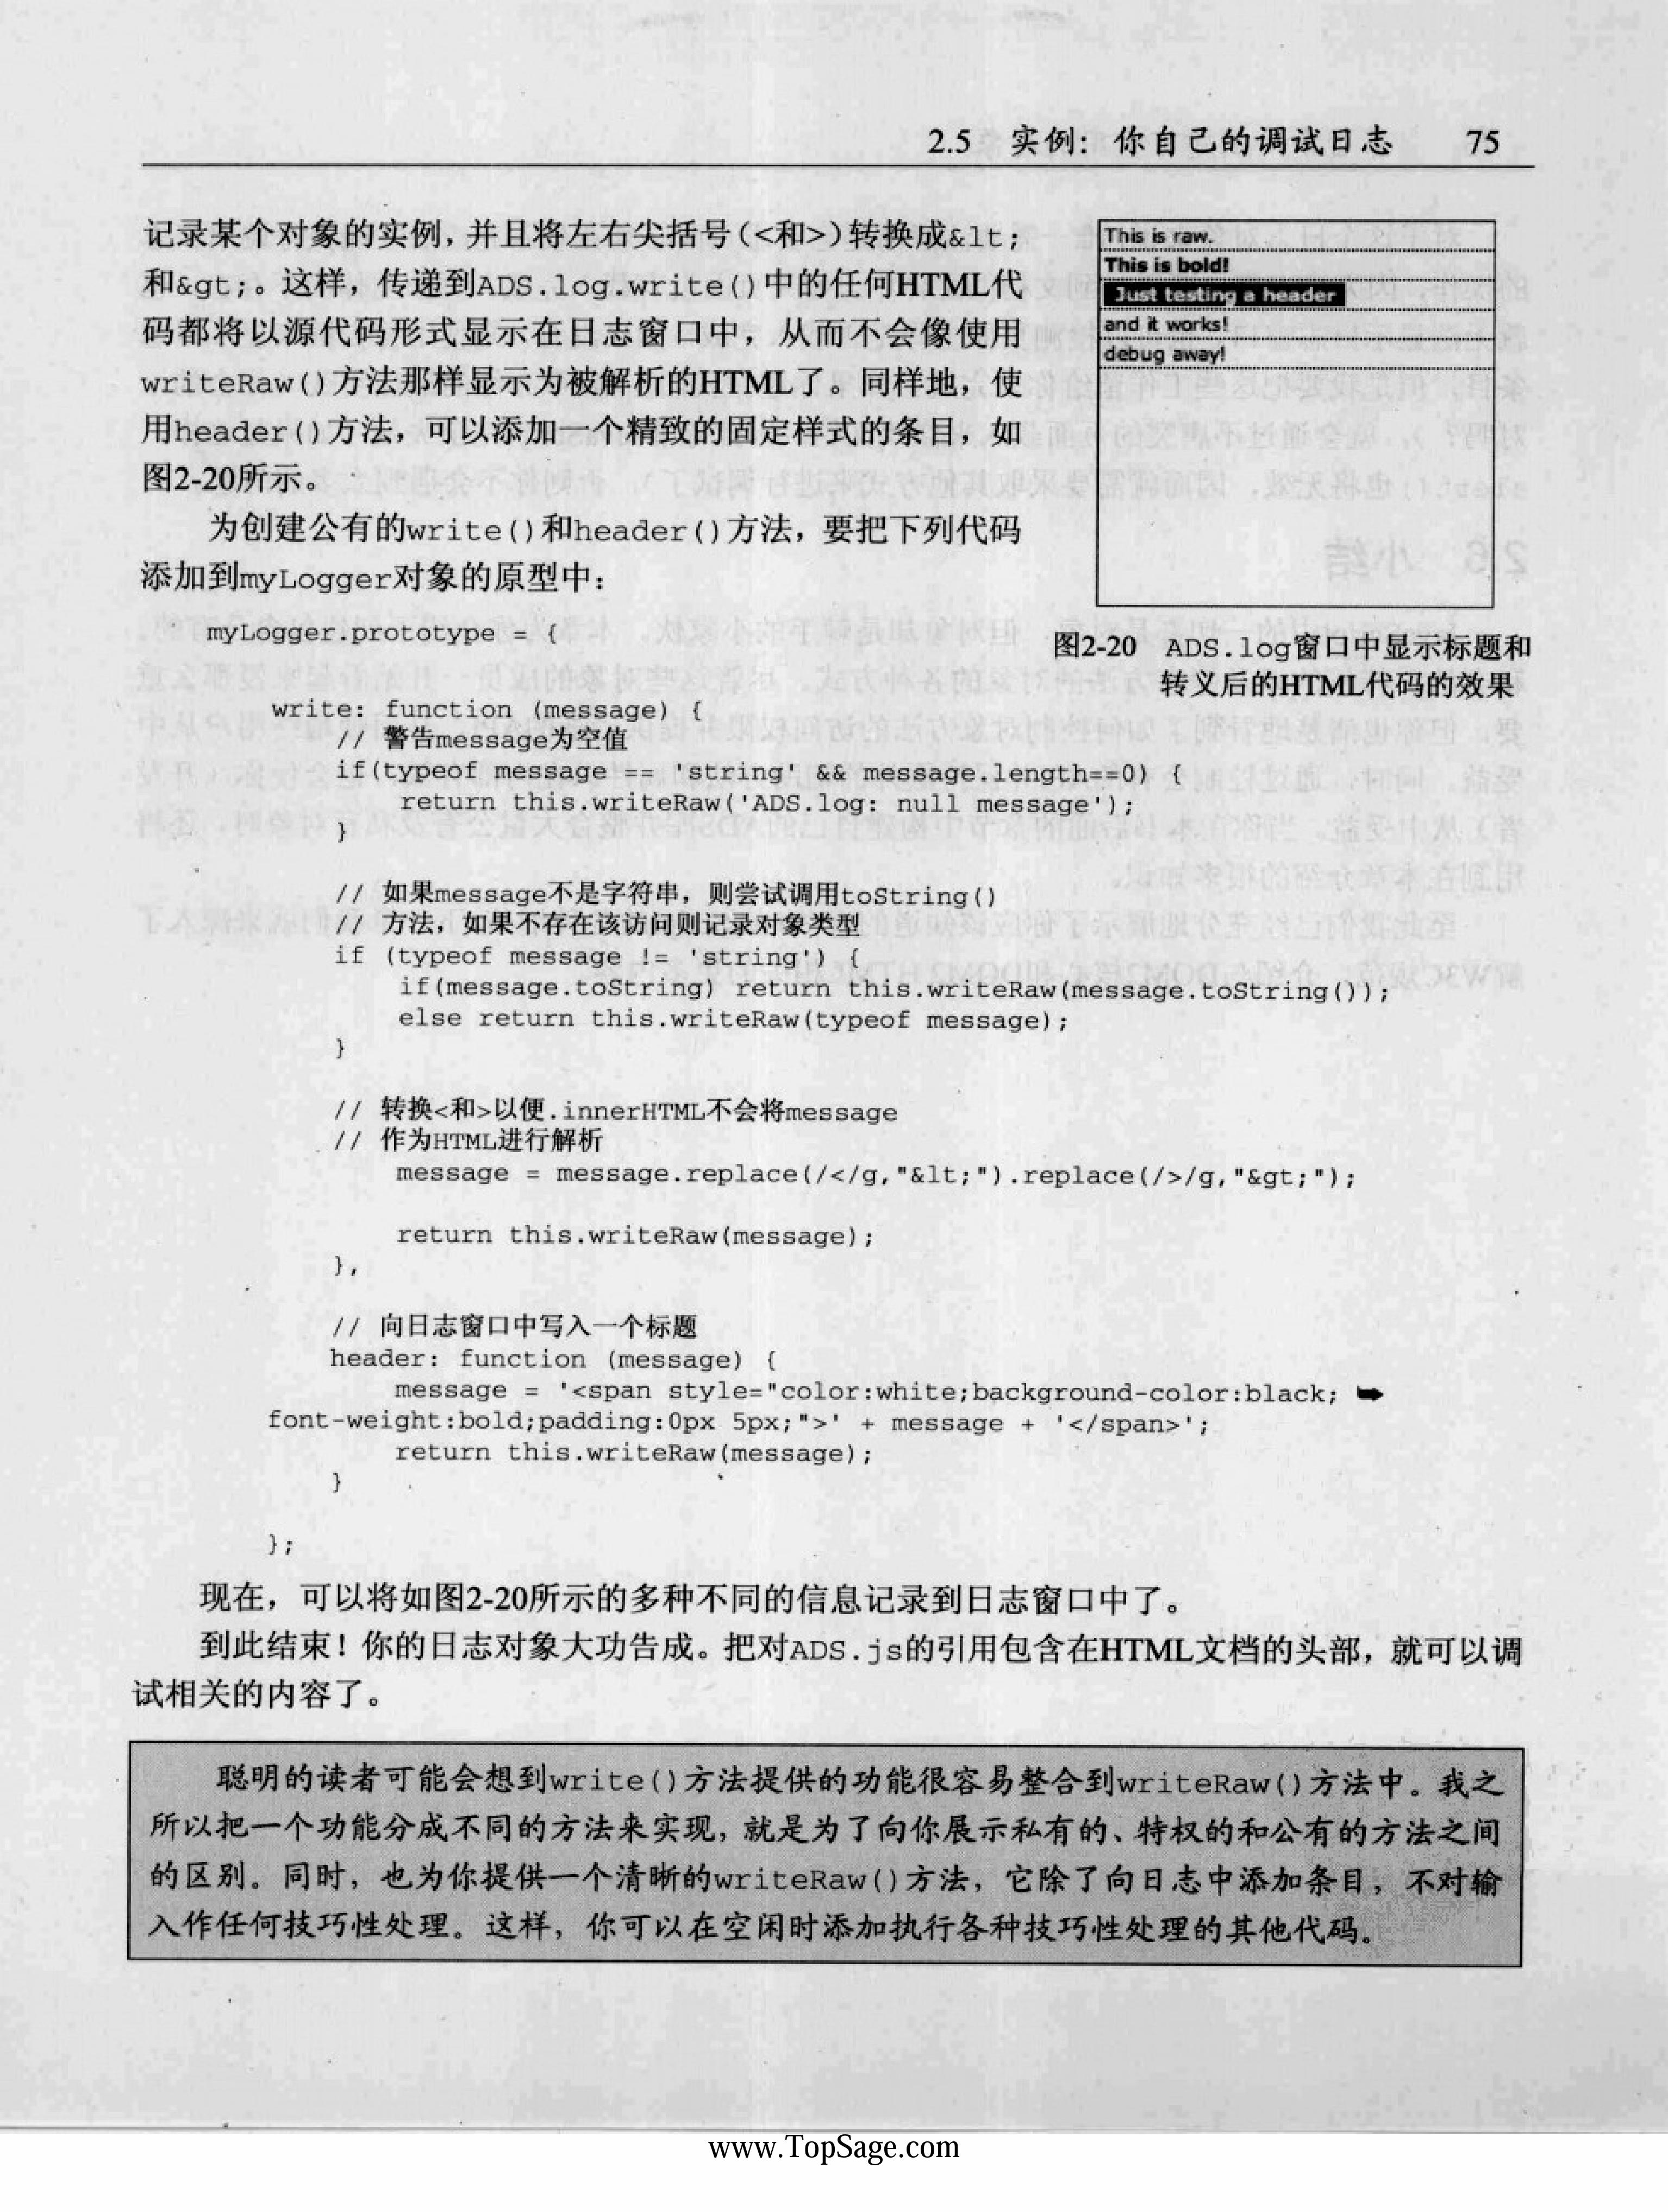 2.5 实例：你自己的调试日志 75
记录某个对象的实例，并且将左右尖括号(<和>)转换成&lt;
和&gt;。这样，传递到ADS.log.write()中的任何HTML代
码都将以源代码形式显示在日志窗口中，从而不会像使用
writeRaw()方法那样显示为被解析的HTML了。同样地，使
用header()方法，可以添加一个精致的固定样式的条目，如
图2-20所示。
为创建公有的write()和header()方法，要把下列代码
添加到myLogger对象的原型中：
This is raw.
This is bold!
Just testing a header
and it works!
debug away!
图2-20 ADS.log窗口中显示标题和
转义后的HTML代码的效果
myLogger.prototype = {
write: function (message) {
// 警告message为空值
if(typeof message == 'string' && message.length==0) {
return this.writeRaw('ADS.log: null message');
}
// 如果message不是字符串，则尝试调用toString()
// 方法，如果不存在该访问则记录对象类型
if (typeof message != 'string') {
if(message.toString) return this.writeRaw(message.toString());
else return this.writeRaw(typeof message);
}
// 转换<和>以便.innerHTML不会将message
// 作为HTML进行解析
message = message.replace(/</g,"&lt;").replace(/>/g,"&gt;");
return this.writeRaw(message);
},
// 向日志窗口中写入一个标题
header: function (message) {
message = '<span style="color:white;background-color:black; ➥
font-weight:bold;padding:0px 5px;">' + message + '</span>';
return this.writeRaw(message);
}
};
现在，可以将如图2-20所示的多种不同的信息记录到日志窗口中了。
到此结束！你的日志对象大功告成。把对ADS.js的引用包含在HTML文档的头部，就可以调
试相关的内容了。
聪明的读者可能会想到write()方法提供的功能很容易整合到writeRaw()方法中。我之
所以把一个功能分成不同的方法来实现，就是为了向你展示私有的、特权的和公有的方法之间
的区别。同时，也为你提供一个清晰的writeRaw()方法，它除了向日志中添加条目，不对输
入作任何技巧性处理。这样，你可以在空闲时添加执行各种技巧性处理的其他代码。
www.TopSage.com